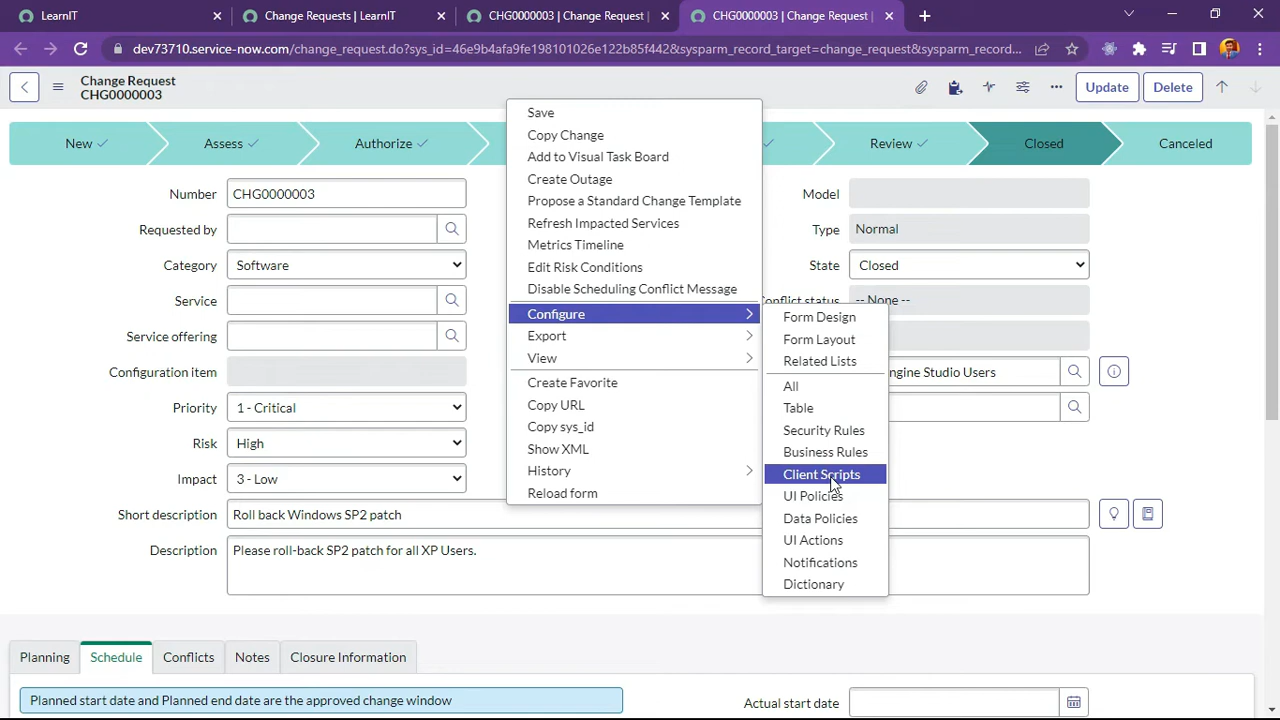 LearnIT
Change Requests | LearnIT
CHG0000003 | Change Request
CHG0000003 | Change Request
dev73710.service-now.com/change_request.do?sys_id=46e9b4afa9fe198101026e122b85f442&sysparm_record_target=change_request&sysparm_record...
Change Request
CHG0000003
Update
Delete
New
Assess
Authorize
Review
Closed
Canceled
Number
CHG0000003
Requested by
Category
Software
Service
Service offering
Configuration item
Priority
1 - Critical
Risk
High
Impact
3 - Low
Short description
Roll back Windows SP2 patch
Description
Please roll-back SP2 patch for all XP Users.
Save
Copy Change
Add to Visual Task Board
Create Outage
Propose a Standard Change Template
Refresh Impacted Services
Metrics Timeline
Edit Risk Conditions
Disable Scheduling Conflict Message
Configure
Export
View
Create Favorite
Copy URL
Copy sys_id
Show XML
History
Reload form
Form Design
Form Layout
Related Lists
All
Table
Security Rules
Business Rules
Client Scripts
UI Policies
Data Policies
UI Actions
Notifications
Dictionary
Model
Type
Normal
State
Closed
Conflict status
-- None --
Studio Users
Planning
Schedule
Conflicts
Notes
Closure Information
Planned start date and Planned end date are the approved change window
Actual start date